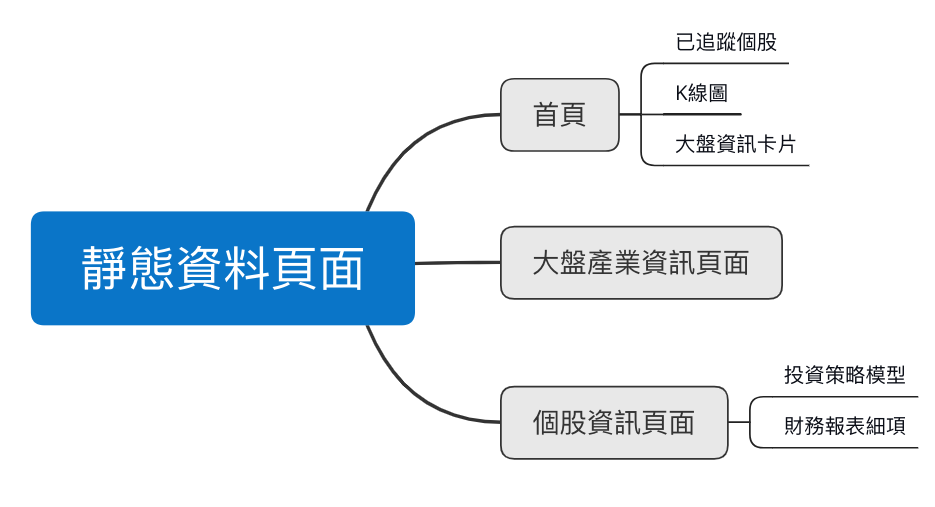 靜態資料頁面
首頁
已追蹤個股
K線圖
大盤資訊卡片
大盤產業資訊頁面
個股資訊頁面
投資策略模型
財務報表細項